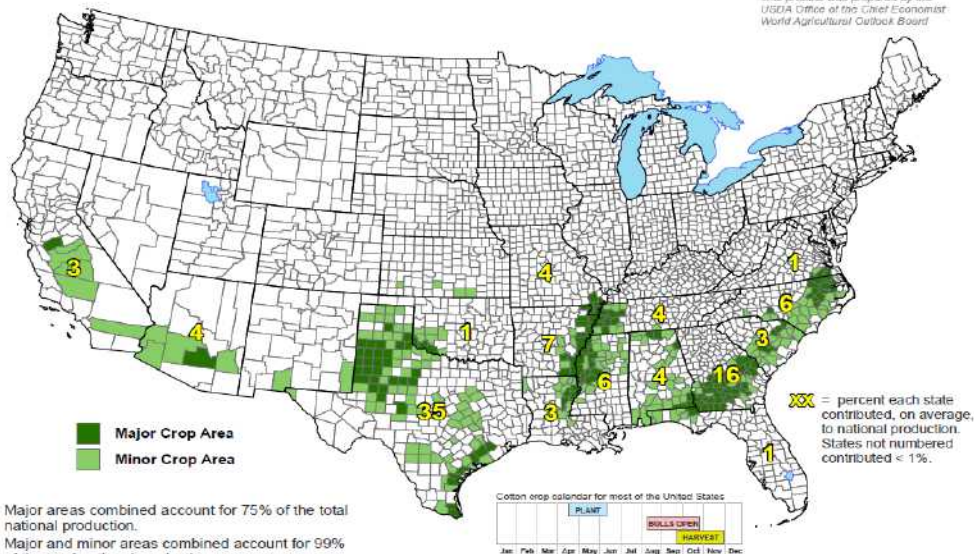 USDA Office of the Chief Economist
World Agricultural Outlook Board
1
4
3
6
4
4
1
7
3
16
6
4
35
3
1
xx = percent each state
contributed, on average,
to national production.
States not numbered
contributed < 1%.
Major Crop Area
Minor Crop Area
Major areas combined account for 75% of the total
national production.
Major and minor areas combined account for 99%
Cotton crop calendar for most of the United States
PLANT
BOLLS OPEN
HARVEST
Jan Feb Mar Apr May Jun Jul Aug Sep Oct Nov Dec